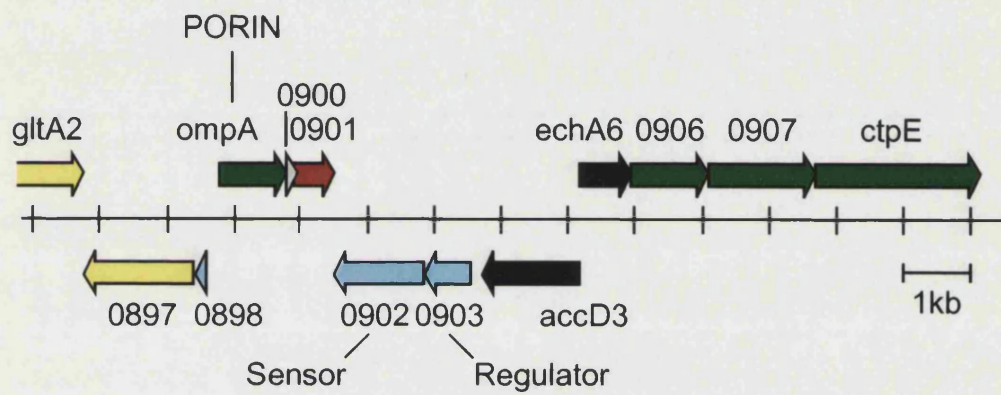 PORIN
0900
gltA2 ompA 0901 echA6 0906 0907 ctpE
0897 0898 0902 0903 accD3 1kb
Sensor Regulator